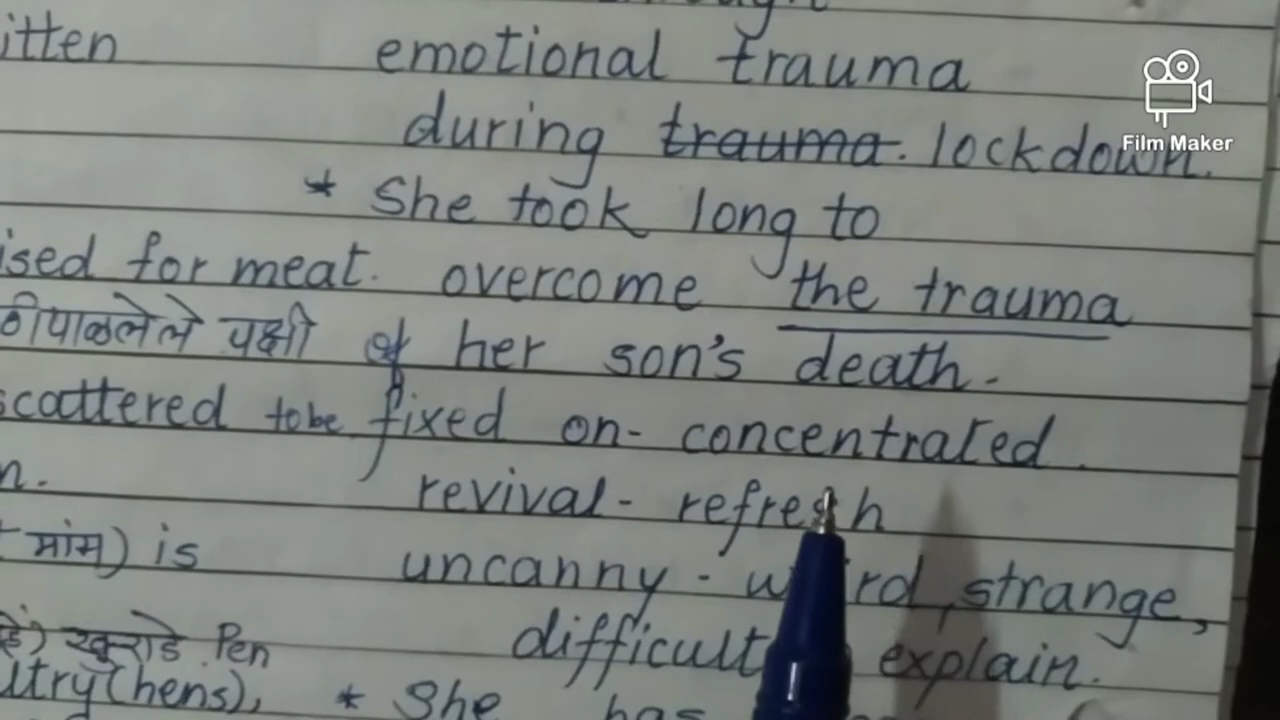 itten emotional trauma
during trauma. lockdown.
* She took long to
ised for meat. overcome the trauma
ठीपाळलेले पक्षी of her son's death.
scattered to be fixed on - concentrated.
n. revival - refresh
मांस) is uncanny - strange,
खुराडे Pen difficult explain.
ultry (hens), * She has
Film Maker